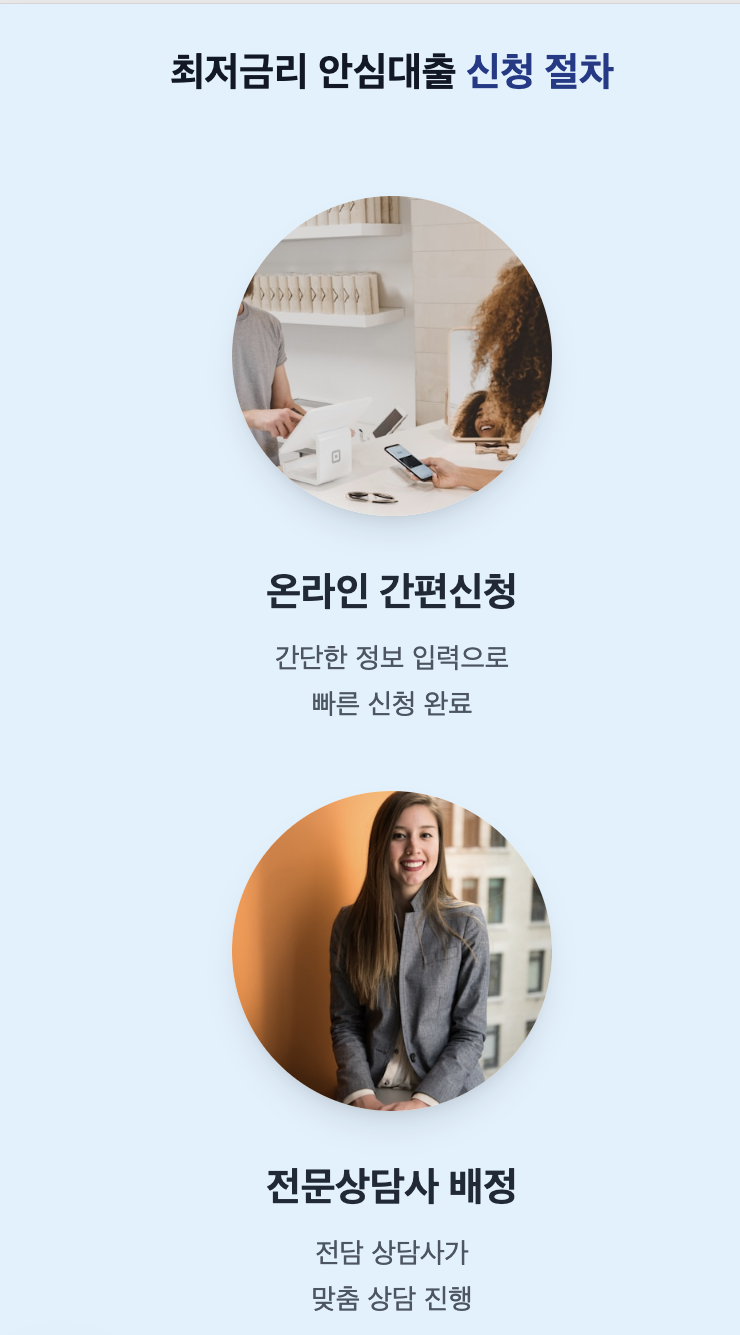 최저금리 안심대출 신청 절차
온라인 간편신청
간단한 정보 입력으로
빠른 신청 완료
전문상담사 배정
전담 상담사가
맞춤 상담 진행